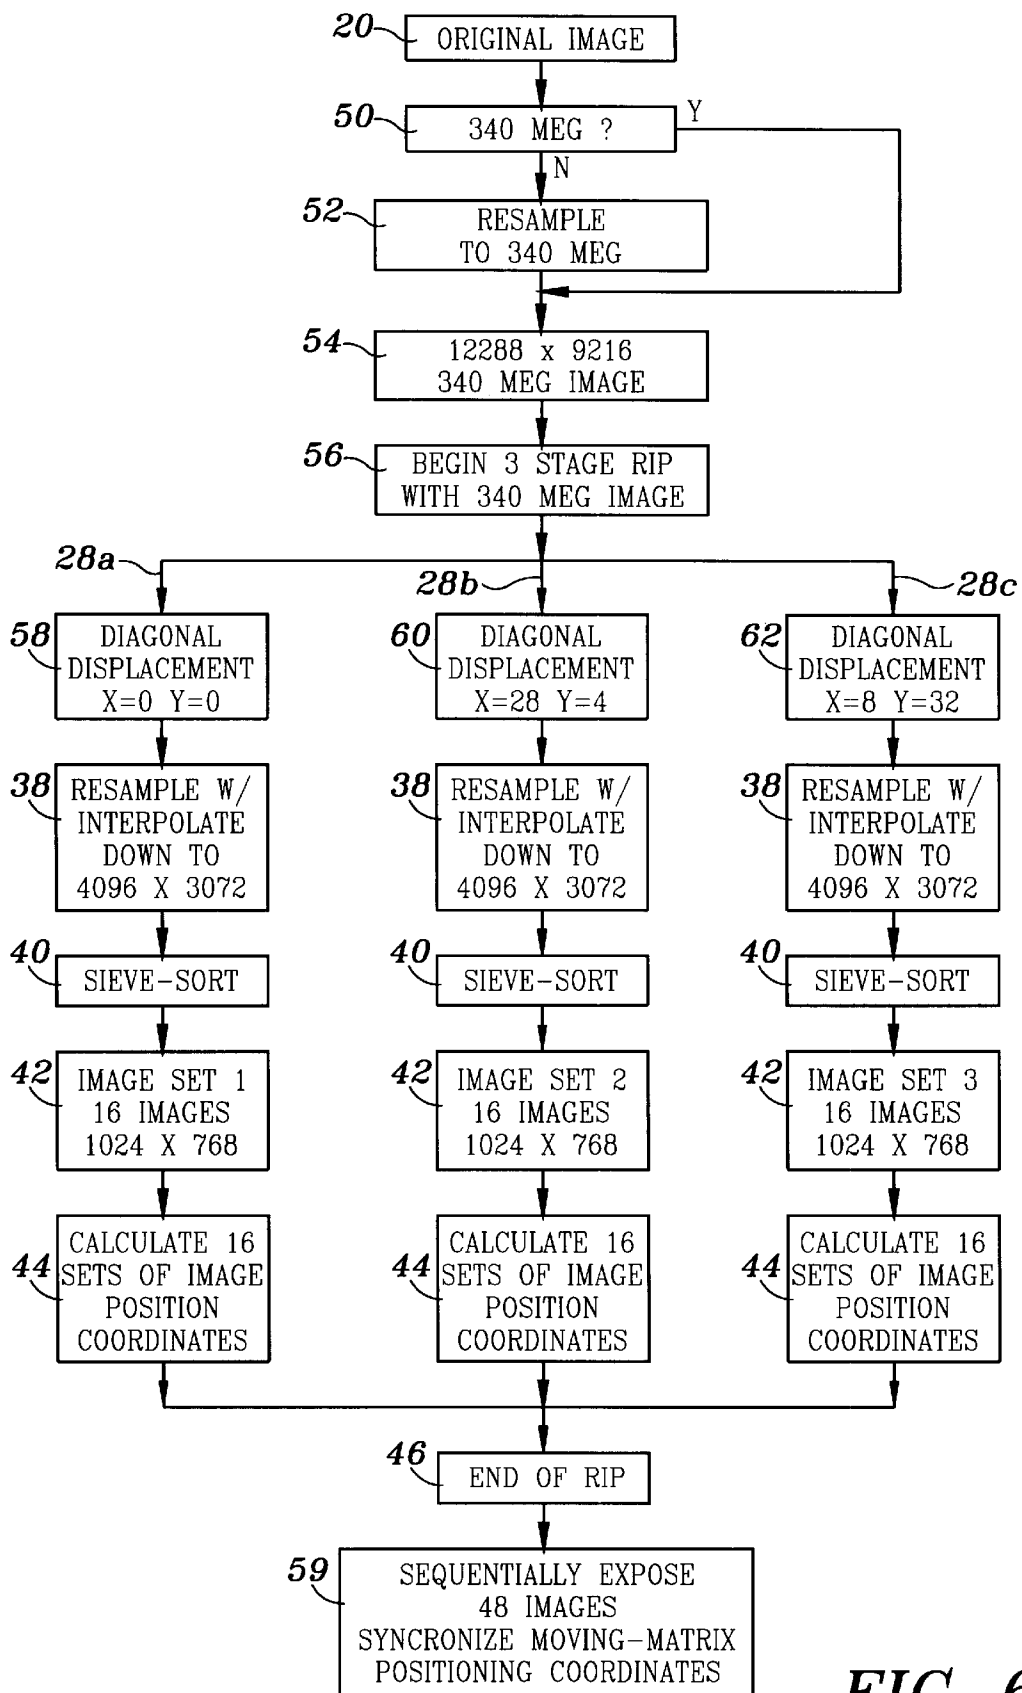 20
ORIGINAL IMAGE
50
340 MEG ?
Y
N
52
RESAMPLE
TO 340 MEG
54
12288 x 9216
340 MEG IMAGE
56
BEGIN 3 STAGE RIP
WITH 340 MEG IMAGE
28a
28b
28c
58
DIAGONAL
DISPLACEMENT
X=0 Y=0
60
DIAGONAL
DISPLACEMENT
X=28 Y=4
62
DIAGONAL
DISPLACEMENT
X=8 Y=32
38
RESAMPLE W/
INTERPOLATE
DOWN TO
4096 X 3072
38
RESAMPLE W/
INTERPOLATE
DOWN TO
4096 X 3072
38
RESAMPLE W/
INTERPOLATE
DOWN TO
4096 X 3072
40
SIEVE-SORT
40
SIEVE-SORT
40
SIEVE-SORT
42
IMAGE SET 1
16 IMAGES
1024 X 768
42
IMAGE SET 2
16 IMAGES
1024 X 768
42
IMAGE SET 3
16 IMAGES
1024 X 768
44
CALCULATE 16
SETS OF IMAGE
POSITION
COORDINATES
44
CALCULATE 16
SETS OF IMAGE
POSITION
COORDINATES
44
CALCULATE 16
SETS OF IMAGE
POSITION
COORDINATES
46
END OF RIP
59
SEQUENTIALLY EXPOSE
48 IMAGES
SYNCRONIZE MOVING-MATRIX
POSITIONING COORDINATES
FIG. 6